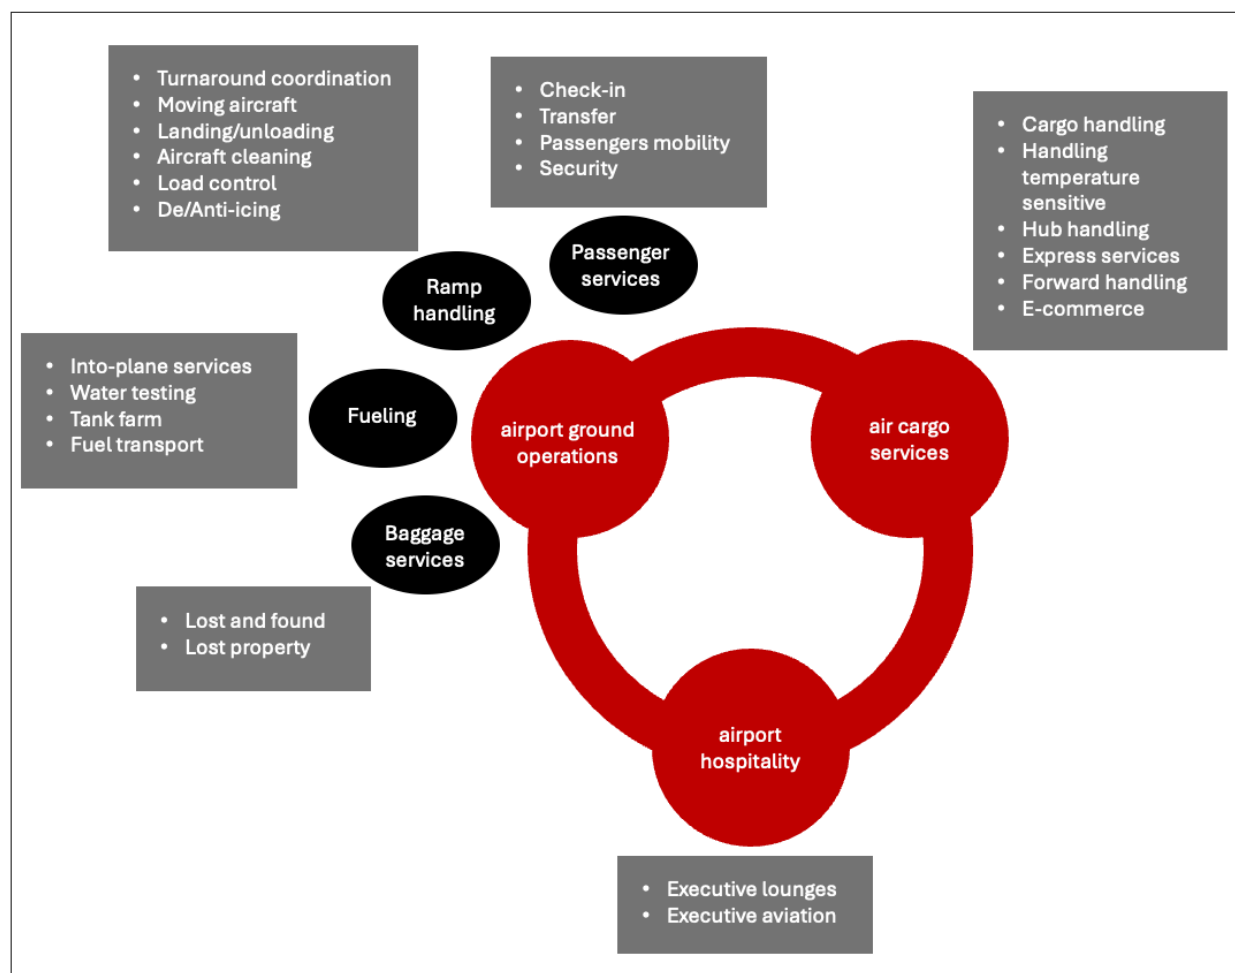 • Turnaround coordination
• Moving aircraft
• Landing/unloading
• Aircraft cleaning
• Load control
• De/Anti-icing
• Check-in
• Transfer
• Passengers mobility
• Security
• Cargo handling
• Handling
temperature
sensitive
• Hub handling
• Express services
• Forward handling
• E-commerce
Passenger
services
Ramp
handling
• Into-plane services
• Water testing
• Tank farm
• Fuel transport
Fueling
airport ground
operations
air cargo
services
Baggage
services
• Lost and found
• Lost property
airport
hospitality
• Executive lounges
• Executive aviation